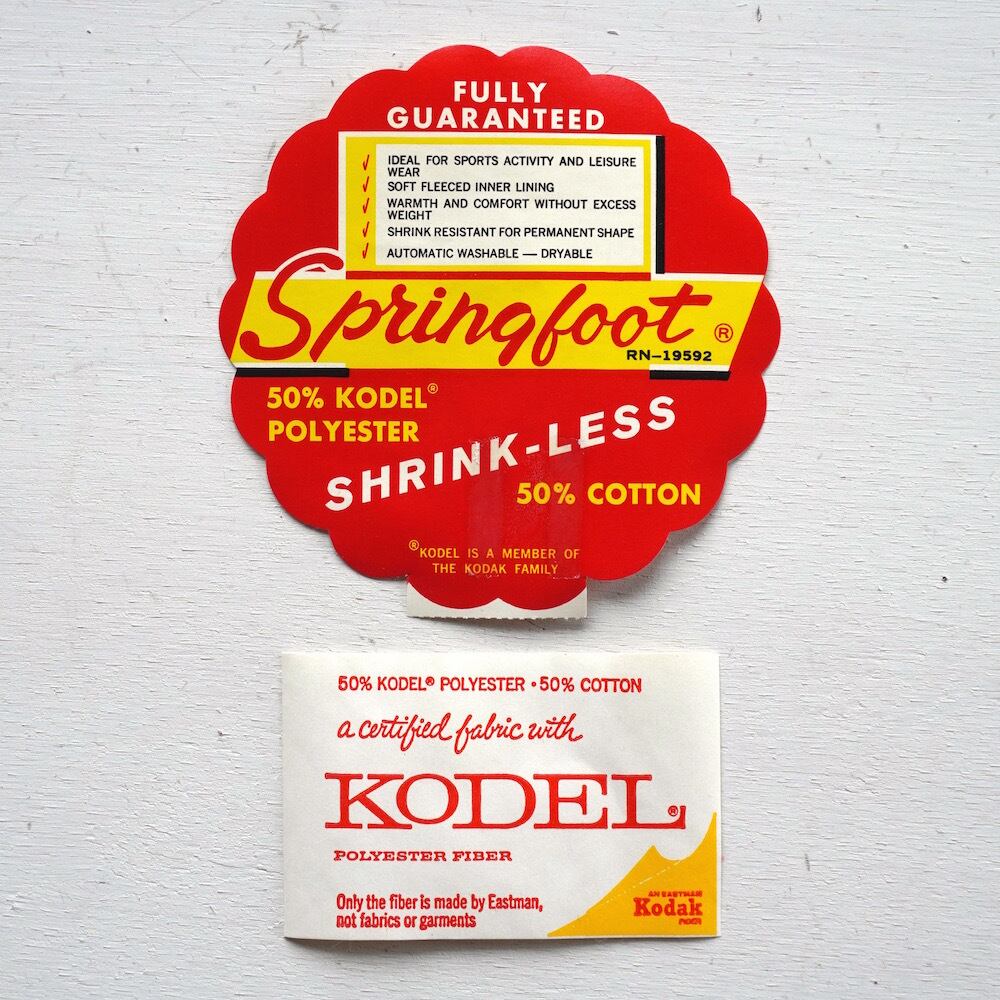 FULLY
GUARANTEED
✓ IDEAL FOR SPORTS ACTIVITY AND LEISURE
WEAR
✓ SOFT FLEECED INNER LINING
✓ WARMTH AND COMFORT WITHOUT EXCESS
WEIGHT
✓ SHRINK RESISTANT FOR PERMANENT SHAPE
✓ AUTOMATIC WASHABLE — DRYABLE
Springfoot ®
RN—19592
50% KODEL®
POLYESTER
SHRINK-LESS
50% COTTON
®KODEL IS A MEMBER OF
THE KODAK FAMILY
50% KODEL® POLYESTER • 50% COTTON
a certified fabric with
KODEL®
POLYESTER FIBER
Only the fiber is made by Eastman,
not fabrics or garments
AN EASTMAN
Kodak